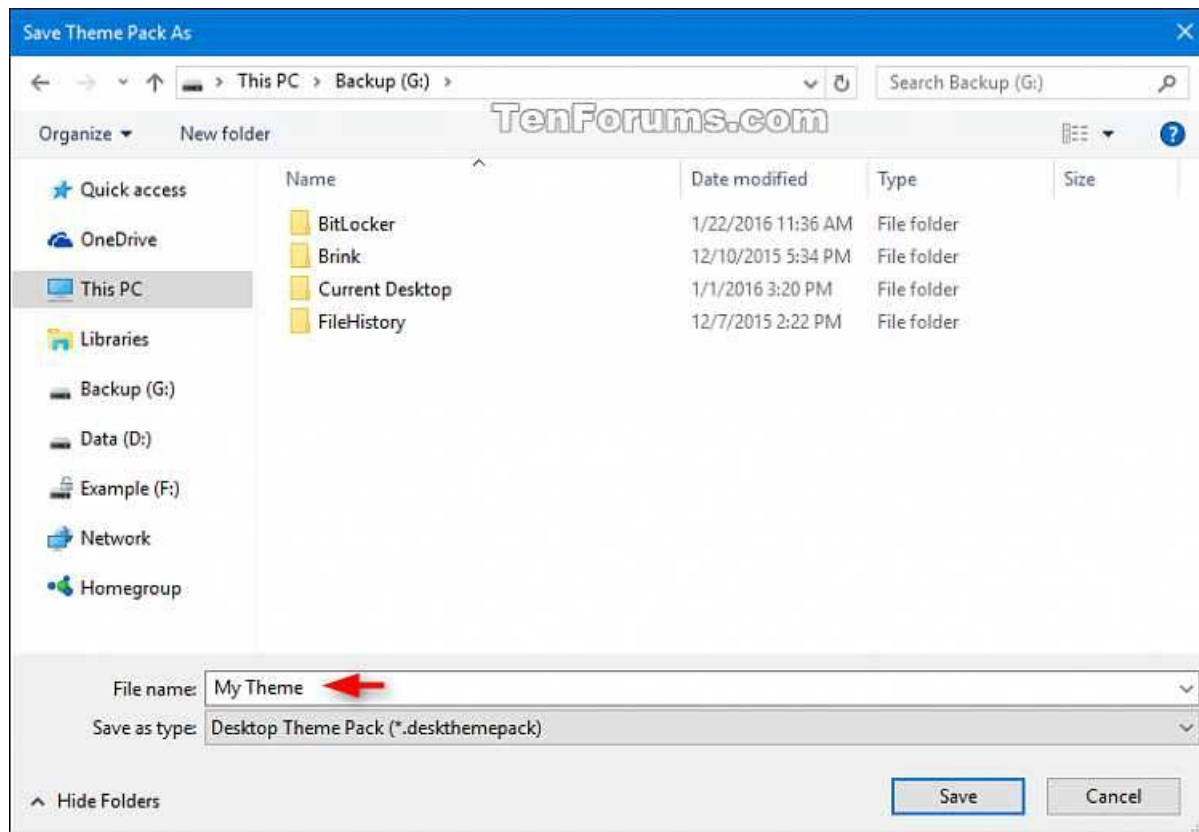 Save Theme Pack As
This PC > Backup (G:) >
Search Backup (G:)
TenForums.com
Organize
New folder
Name
Date modified
Type
Size
Quick access
OneDrive
This PC
Libraries
Backup (G:)
Data (D:)
Example (F:)
Network
Homegroup
BitLocker 1/22/2016 11:36 AM File folder
Brink 12/10/2015 5:34 PM File folder
Current Desktop 1/1/2016 3:20 PM File folder
FileHistory 12/7/2015 2:22 PM File folder
File name: My Theme
Save as type: Desktop Theme Pack (*.deskthemepack)
Hide Folders
Save
Cancel